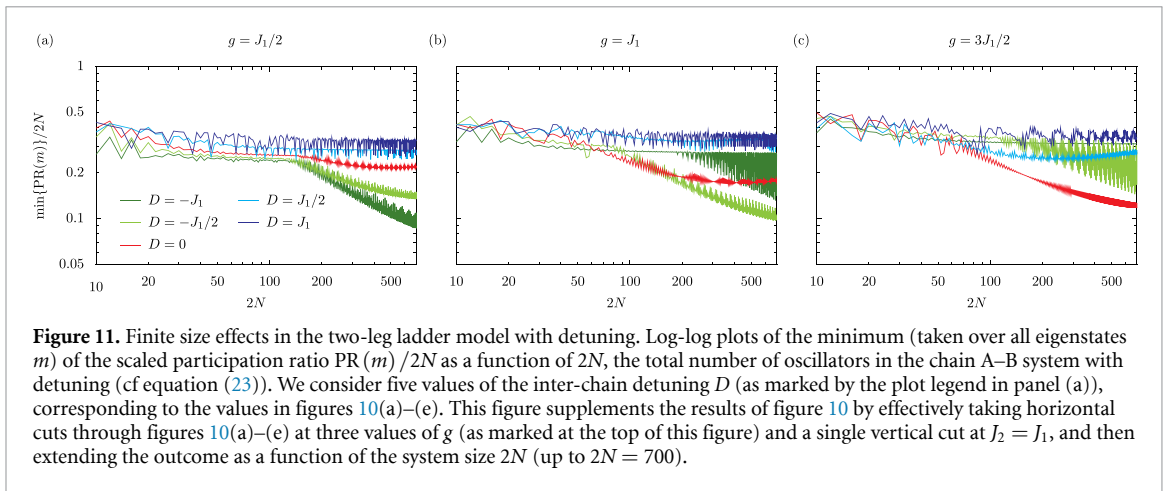 (a) g = J₁/2 (b) g = J₁ (c) g = 3J₁/2
1
0.5
0.2
0.1
0.05
min{PR(m)}/2N
D = −J₁ D = J₁/2
D = −J₁/2 D = J₁
D = 0
10 20 50 100 200 500 10 20 50 100 200 500 10 20 50 100 200 500
2N 2N 2N
Figure 11. Finite size effects in the two-leg ladder model with detuning. Log-log plots of the minimum (taken over all eigenstates
m) of the scaled participation ratio PR(m)/2N as a function of 2N, the total number of oscillators in the chain A–B system with
detuning (cf equation (23)). We consider five values of the inter-chain detuning D (as marked by the plot legend in panel (a)),
corresponding to the values in figures 10(a)–(e). This figure supplements the results of figure 10 by effectively taking horizontal
cuts through figures 10(a)–(e) at three values of g (as marked at the top of this figure) and a single vertical cut at J₂ = J₁, and then
extending the outcome as a function of the system size 2N (up to 2N = 700).